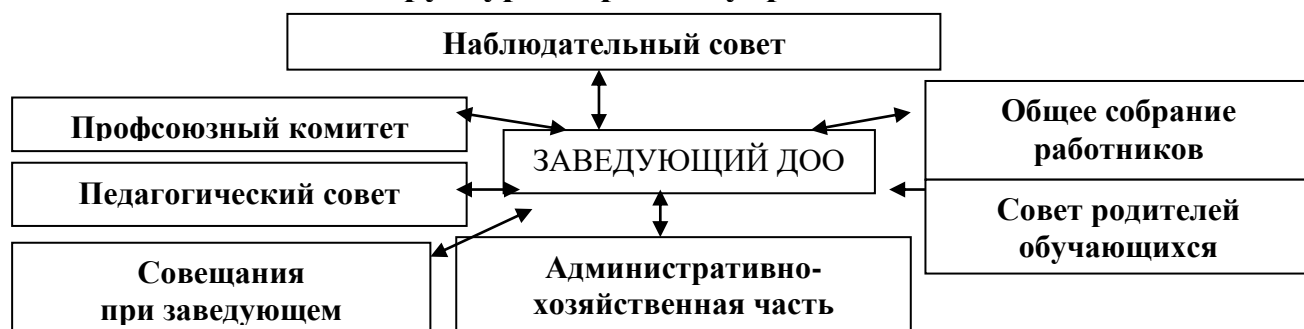 Наблюдательный совет
Профсоюзный комитет
ЗАВЕДУЮЩИЙ ДОО
Общее собрание
работников
Педагогический совет
Совет родителей
обучающихся
Совещания
при заведующем
Административно-
хозяйственная часть